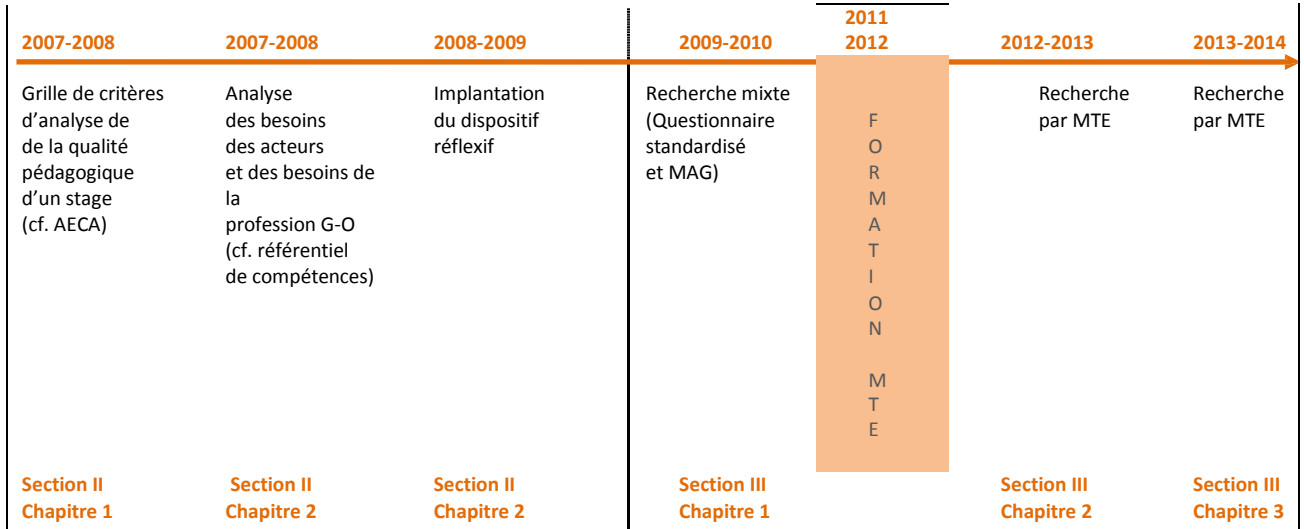 2007-2008
2007-2008
2008-2009
2009-2010
2011
2012
2012-2013
2013-2014
Grille de critères
d'analyse de
de la qualité
pédagogique
d'un stage
(cf. AECA)
Analyse
des besoins
des acteurs
et des besoins de
la
profession G-O
(cf. référentiel
de compétences)
Implantation
du dispositif
réflexif
Recherche mixte
(Questionnaire
standardisé
et MAG)
F
O
R
M
A
T
I
O
N
M
T
E
Recherche
par MTE
Recherche
par MTE
Section II
Chapitre 1
Section II
Chapitre 2
Section II
Chapitre 2
Section III
Chapitre 1
Section III
Chapitre 2
Section III
Chapitre 3